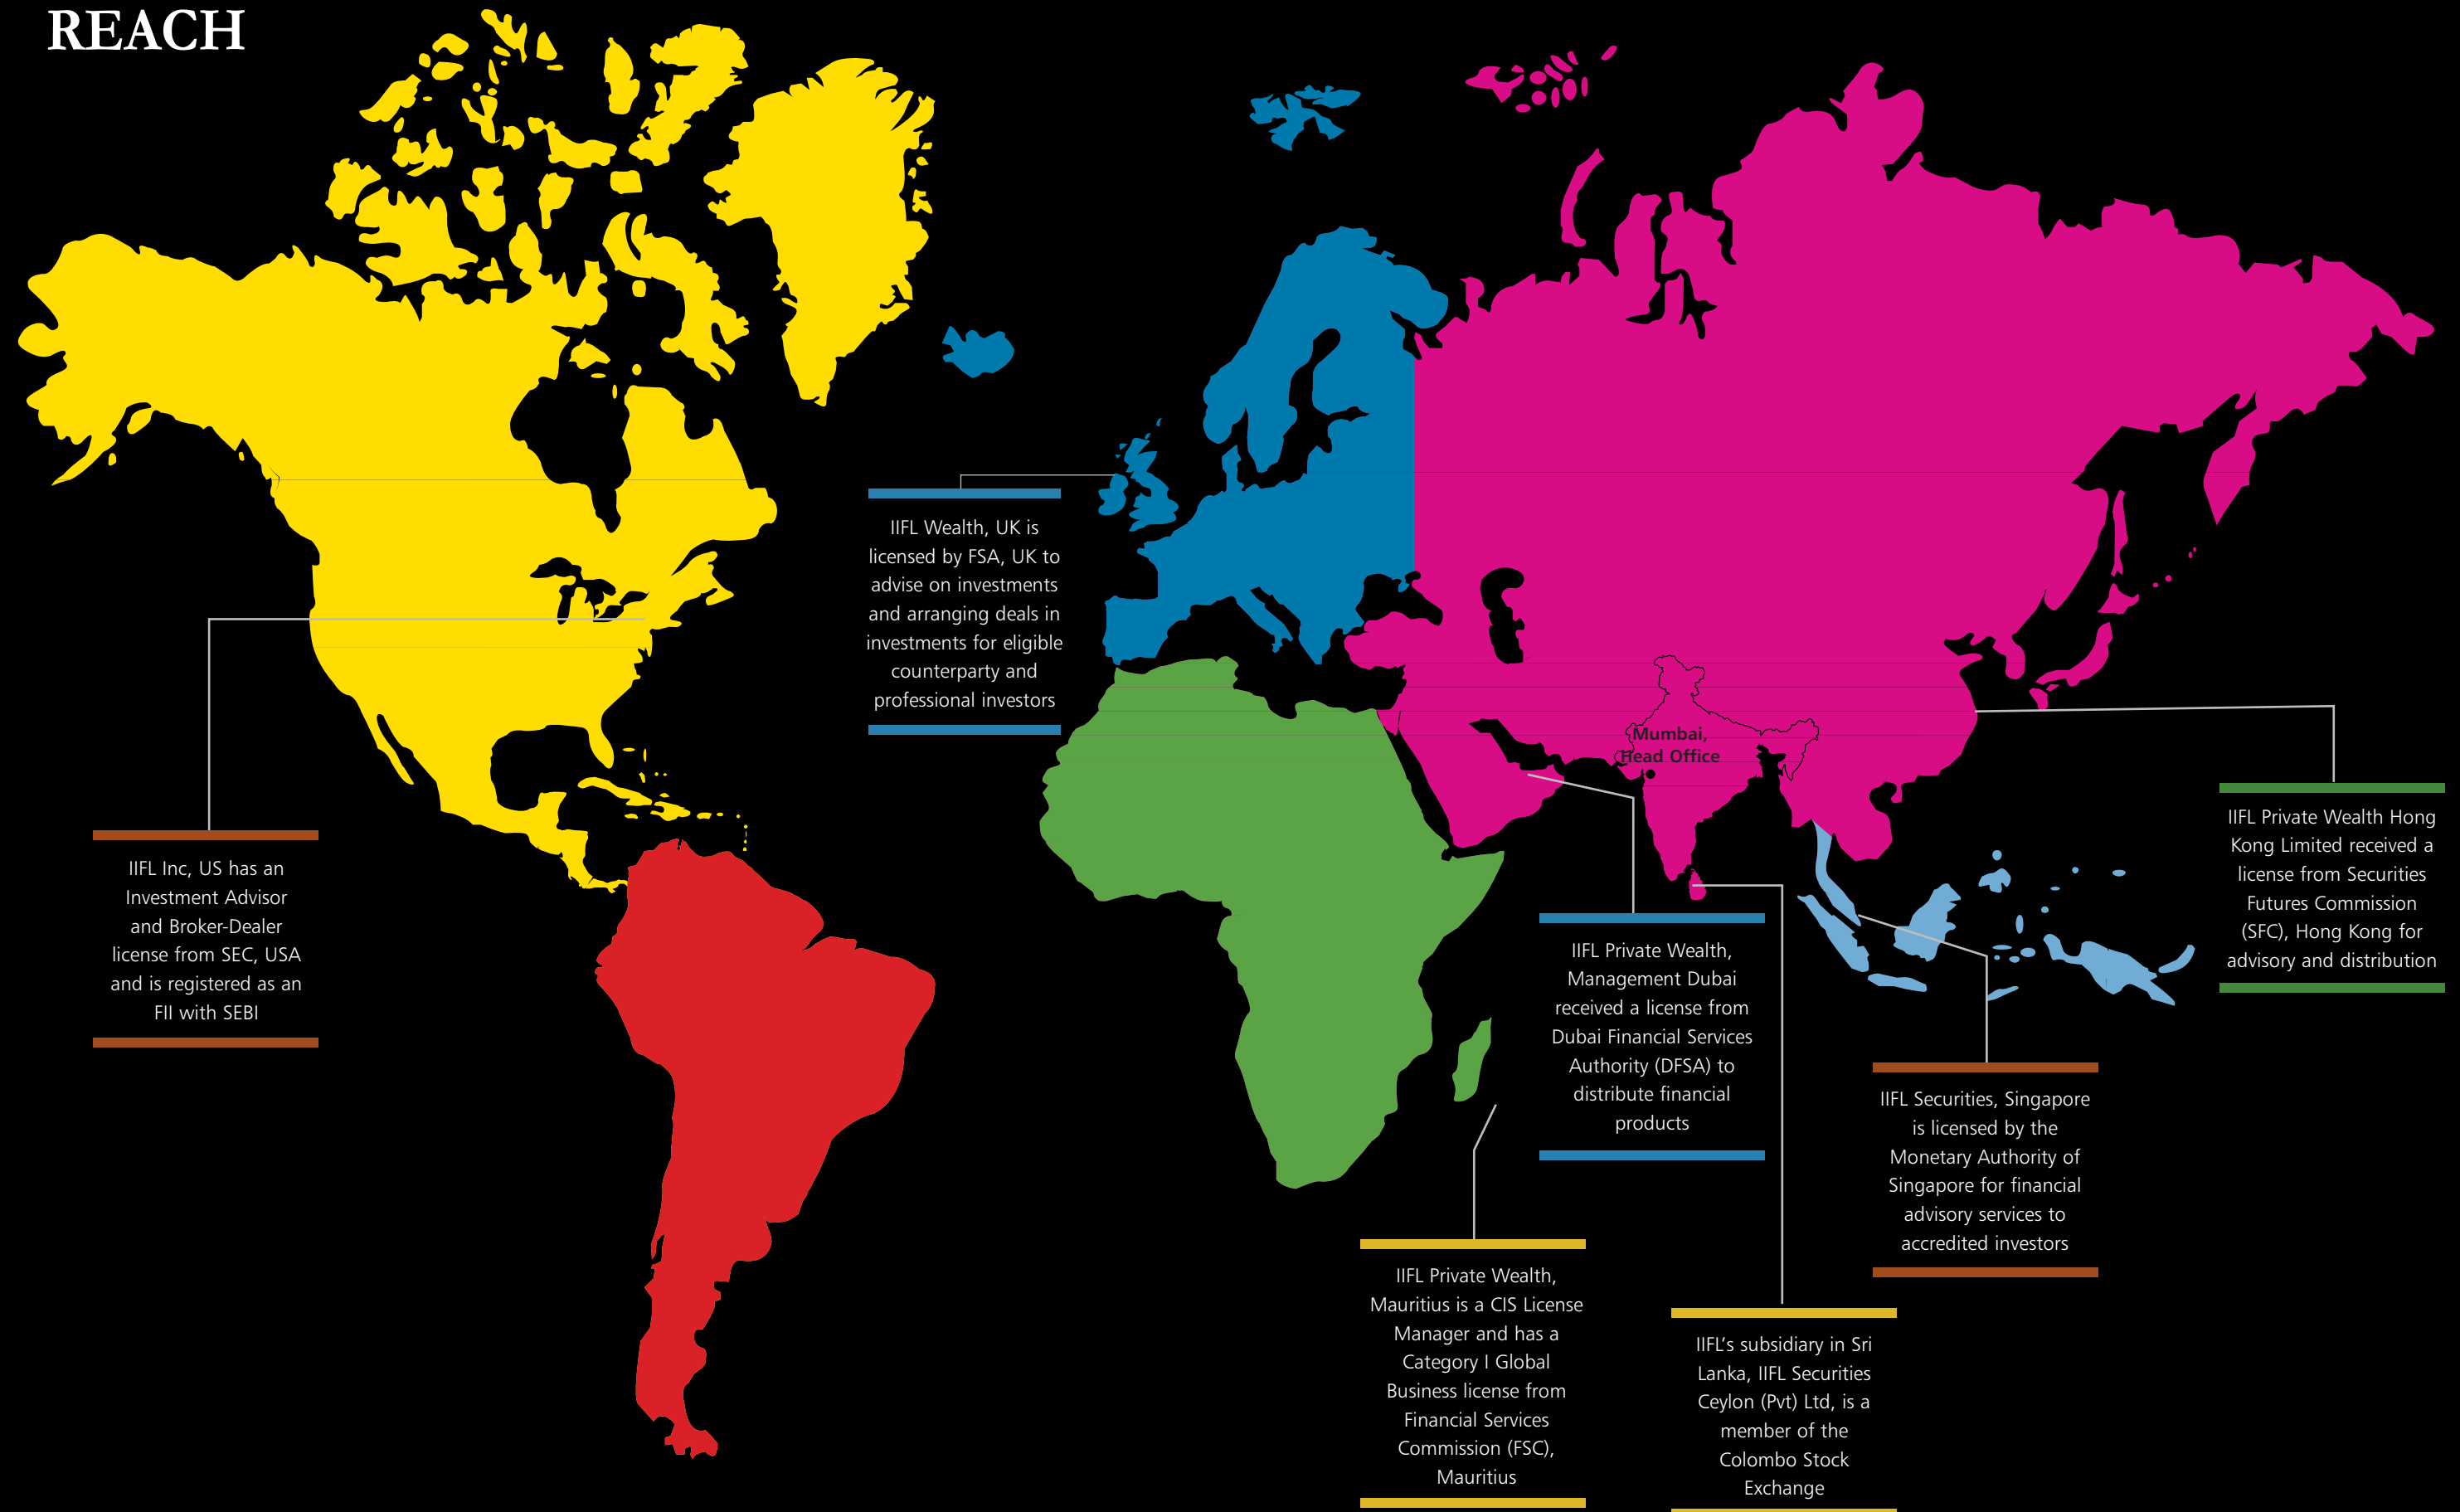 REACH
IIFL Wealth, UK is
licensed by FSA, UK to
advise on investments
and arranging deals in
investments for eligible
counterparty and
professional investors
Mumbai,
Head Office
IIFL Inc, US has an
Investment Advisor
and Broker-Dealer
license from SEC, USA
and is registered as an
FII with SEBI
IIFL Private Wealth Hong
Kong Limited received a
license from Securities
Futures Commission
(SFC), Hong Kong for
advisory and distribution
IIFL Private Wealth,
Management Dubai
received a license from
Dubai Financial Services
Authority (DFSA) to
distribute financial
products
IIFL Securities, Singapore
is licensed by the
Monetary Authority of
Singapore for financial
advisory services to
accredited investors
IIFL Private Wealth,
Mauritius is a CIS License
Manager and has a
Category I Global
Business license from
Financial Services
Commission (FSC),
Mauritius
IIFL's subsidiary in Sri
Lanka, IIFL Securities
Ceylon (Pvt) Ltd, is a
member of the
Colombo Stock
Exchange